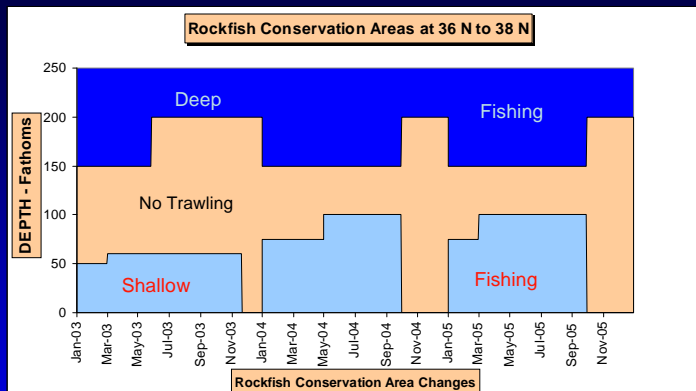 Rockfish Conservation Areas at 36 N to 38 N
DEPTH - Fathoms
250
200
150
100
50
0
Deep
Fishing
No Trawling
Shallow
Fishing
Jan-03
Mar-03
May-03
Jul-03
Sep-03
Nov-03
Jan-04
Mar-04
May-04
Jul-04
Sep-04
Nov-04
Jan-05
Mar-05
May-05
Jul-05
Sep-05
Nov-05
Rockfish Conservation Area Changes